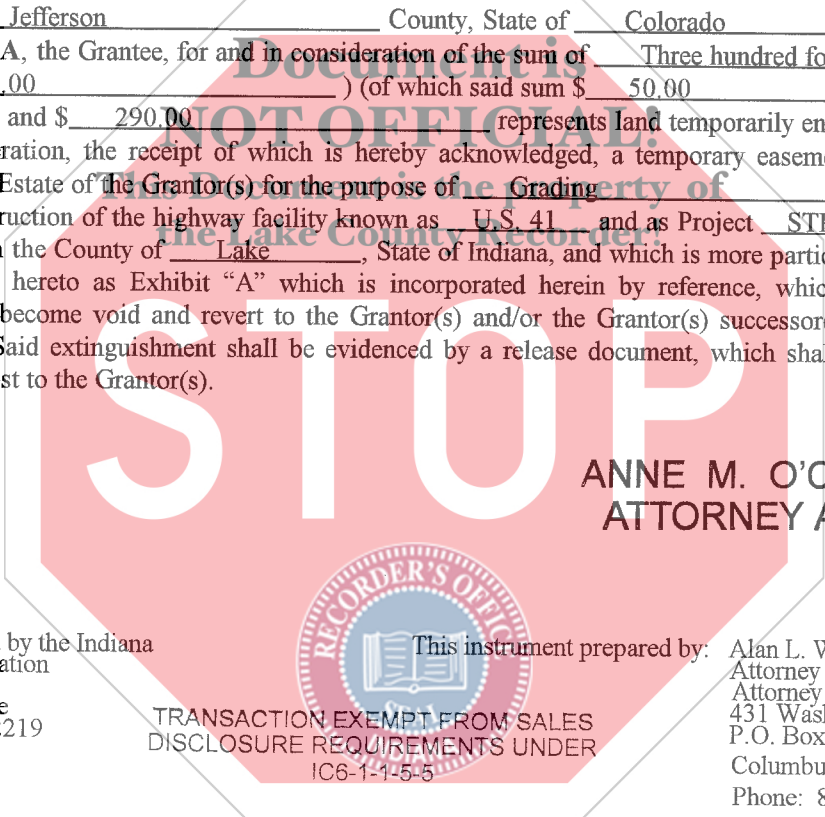 Jefferson County, State of Colorado
A, the Grantee, for and in consideration of the sum of Three hundred fo
.00 ) (of which said sum $ 50.00
and $ 290.00 represents land temporarily en
ration, the receipt of which is hereby acknowledged, a temporary easeme
Estate of the Grantor(s) for the purpose of Grading
ruction of the highway facility known as U.S. 41 and as Project
the County of Lake, State of Indiana, and which is more partic
hereto as Exhibit “A” which is incorporated herein by reference, whic
become void and revert to the Grantor(s) and/or the Grantor(s) successor
Said extinguishment shall be evidenced by a release document, which shal
st to the Grantor(s).
Document is
NOT OFFICIAL!
This Document is the property of
the Lake County Recorder!
STOP
ANNE M. O'C
ATTORNEY A
RECORDER'S OFFICE
SEAL
INDIANA
by the Indiana
ation
e
219
TRANSACTION EXEMPT FROM SALES
DISCLOSURE REQUIREMENTS UNDER
IC6-1-1-5-5
This instrument prepared by: Alan L. W
Attorney
Attorney
431 Wash
P.O. Box
Columbu
Phone: 8